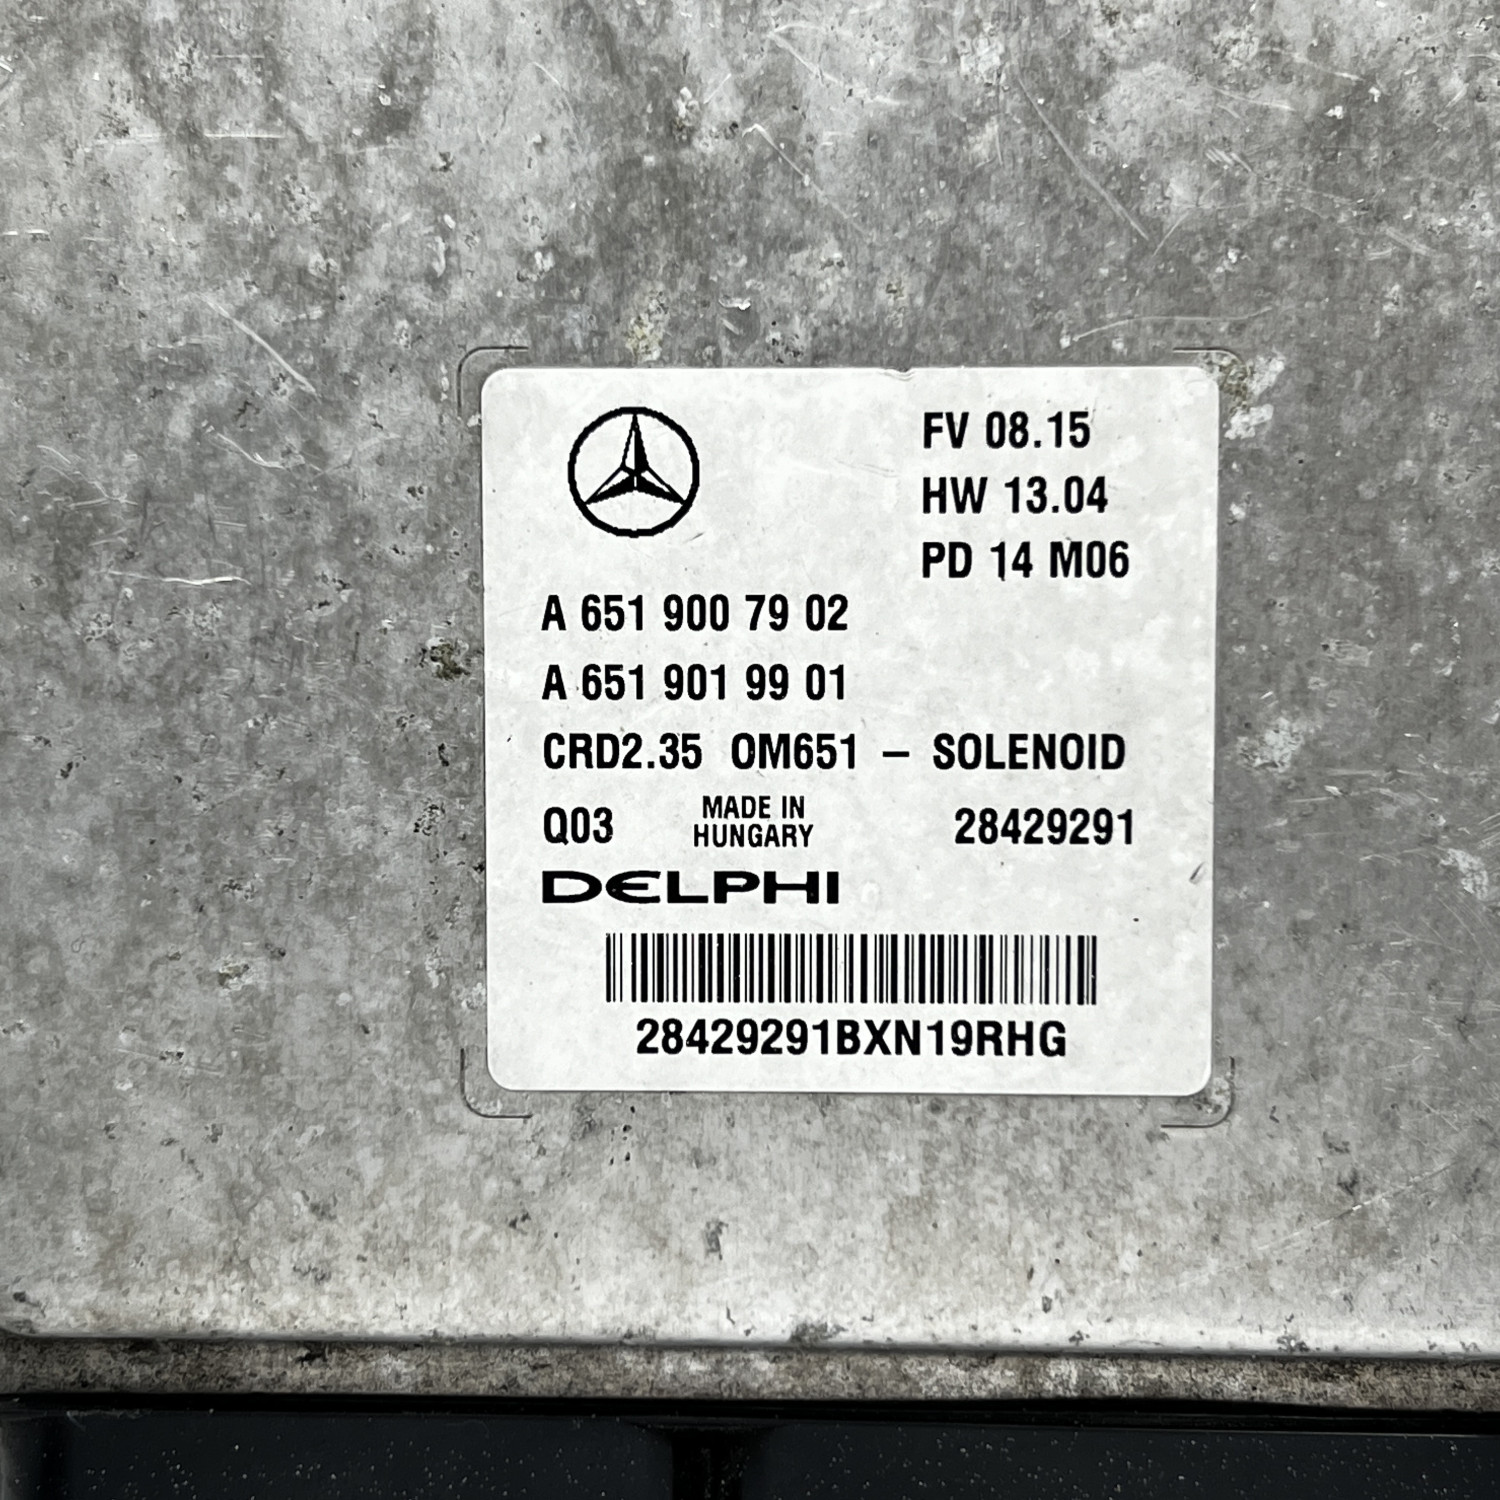 FV 08.15
HW 13.04
PD 14 M06
A 651 900 79 02
A 651 901 99 01
CRD2.35 OM651 – SOLENOID
Q03 MADE IN HUNGARY 28429291
DELPHI
28429291BXN19RHG